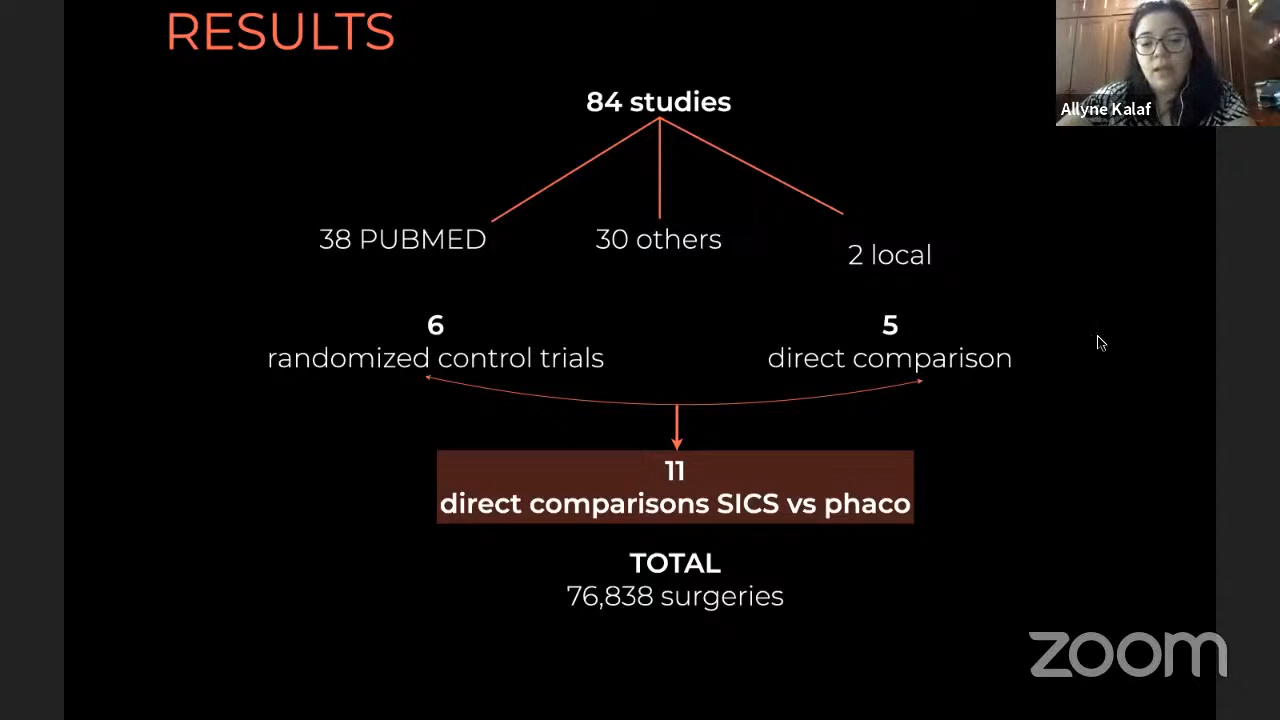 RESULTS
Allyne Kalaf
84 studies
38 PUBMED
30 others
2 local
6
randomized control trials
5
direct comparison
11
direct comparisons SICS vs phaco
TOTAL
76,838 surgeries
zoom